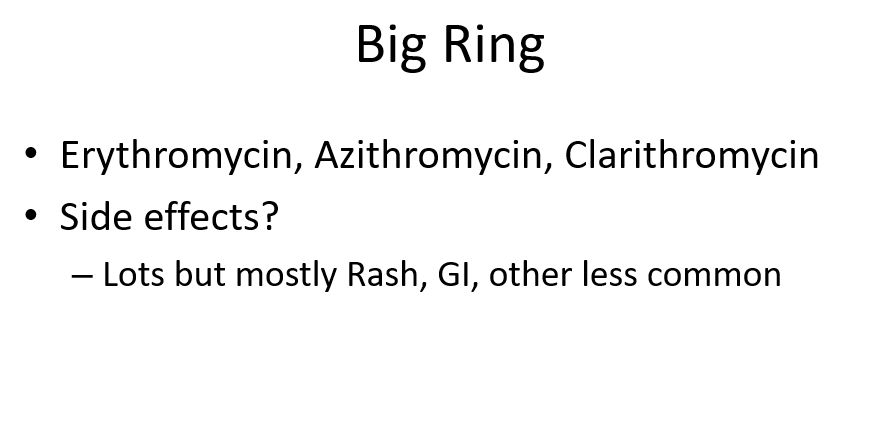 Big Ring
• Erythromycin, Azithromycin, Clarithromycin
• Side effects?
– Lots but mostly Rash, GI, other less common